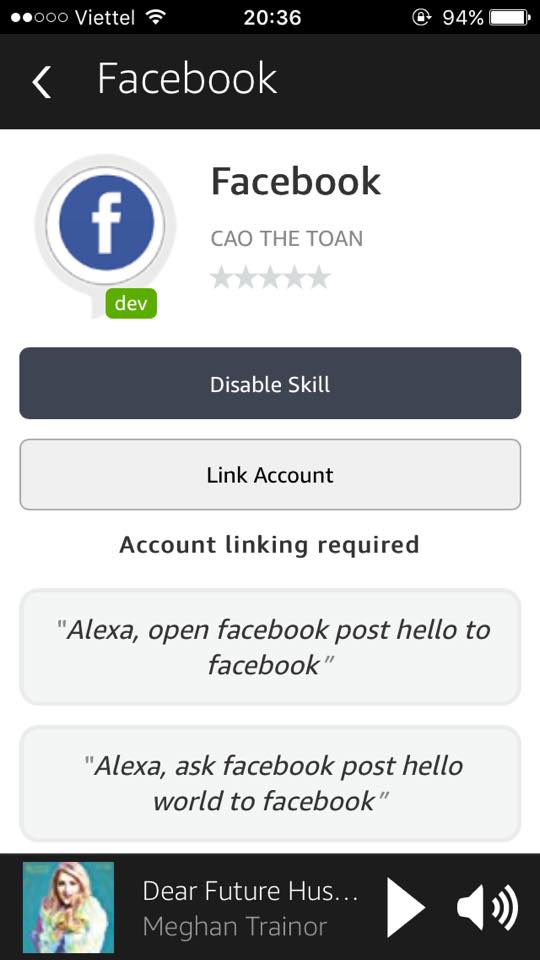 Viettel 20:36 94%
Facebook
Facebook
CAO THE TOAN
f
dev
Disable Skill
Link Account
Account linking required
"Alexa, open facebook post hello to
facebook"
"Alexa, ask facebook post hello
world to facebook"
Dear Future Hus...
Meghan Trainor